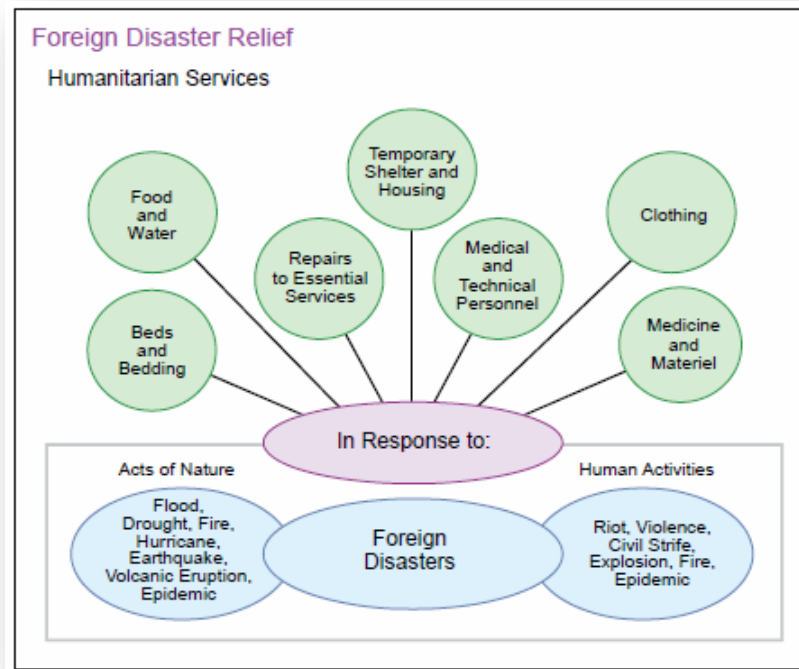 Foreign Disaster Relief
Humanitarian Services
Temporary
Shelter and
Housing
Food
and
Water
Clothing
Repairs
to Essential
Services
Medical
and
Technical
Personnel
Beds
and
Bedding
Medicine
and
Materiel
In Response to:
Acts of Nature
Human Activities
Flood,
Drought, Fire,
Hurricane,
Earthquake,
Volcanic Eruption,
Epidemic
Foreign
Disasters
Riot, Violence,
Civil Strife,
Explosion, Fire,
Epidemic